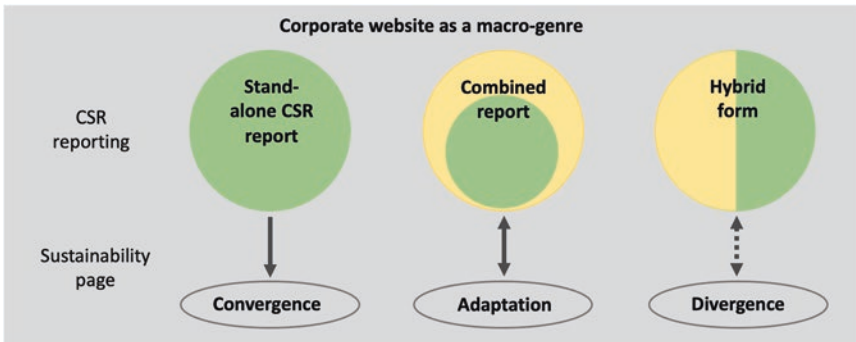 Corporate website as a macro-genre
CSR
reporting
Stand-
alone CSR
report
Combined
report
Hybrid
form
Sustainability
page
Convergence
Adaptation
Divergence